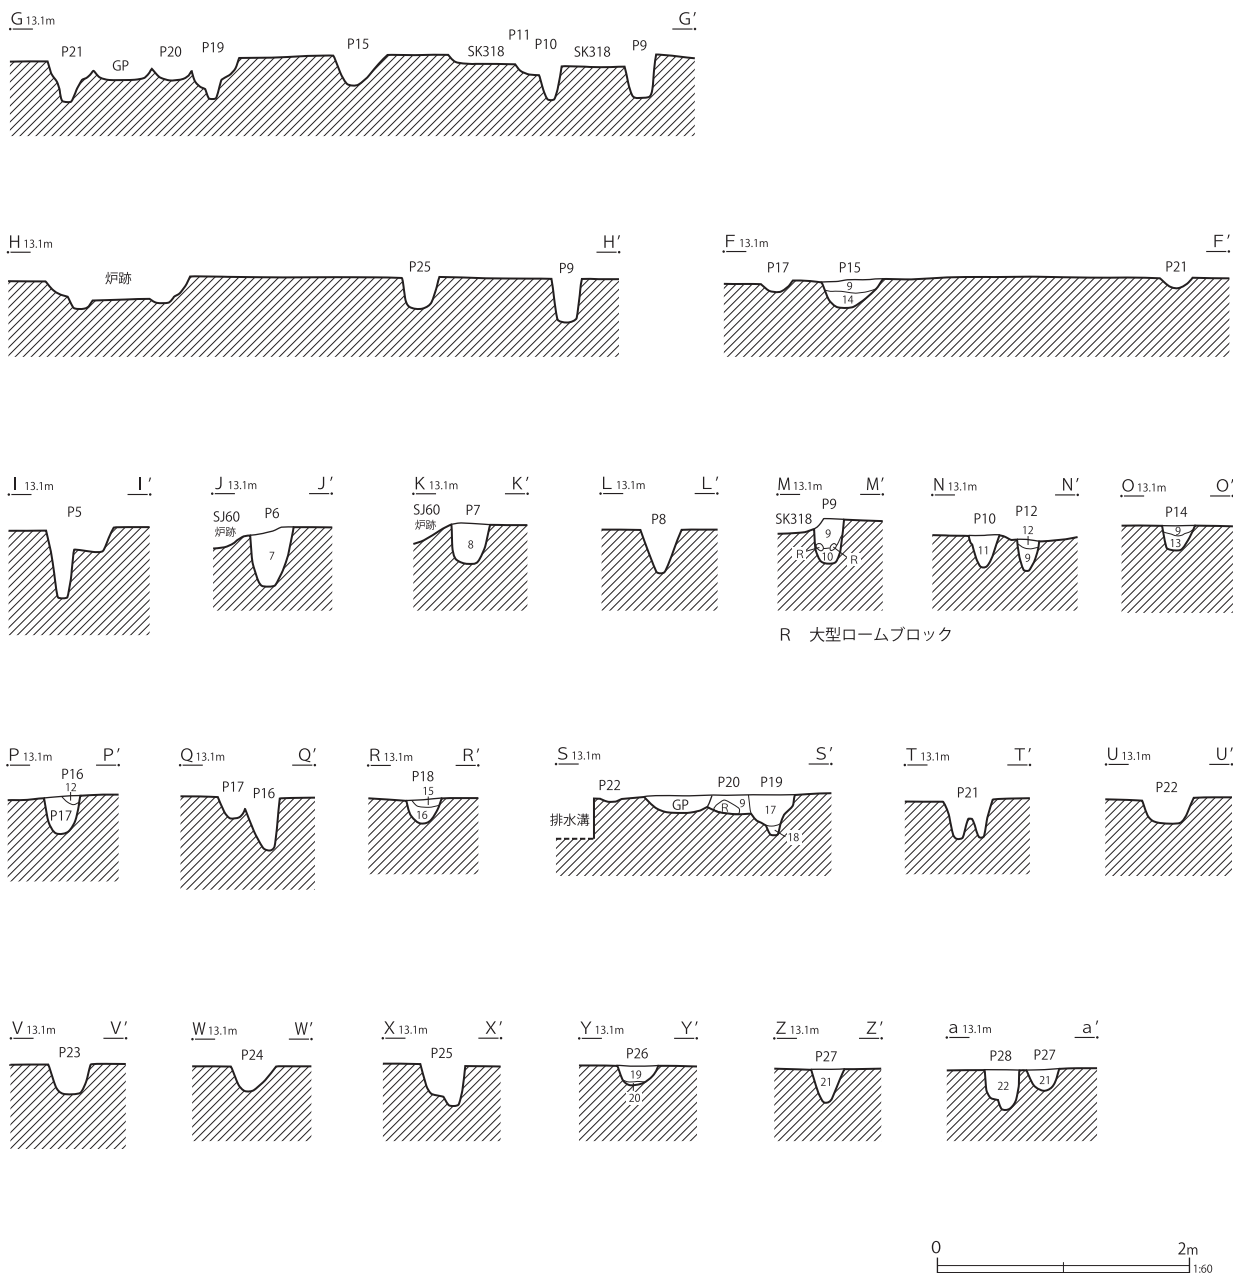 G 13.1m G′
P21 GP P20 P19 P15 SK318 P11 P10 SK318 P9
H 13.1m H′
炉跡 P25 P9
F 13.1m F′
P17 P15 P21
9
14
I 13.1m I′
P5
J 13.1m J′
SJ60 P6
炉跡
7
K 13.1m K′
SJ60 P7
炉跡
8
L 13.1m L′
P8
M 13.1m M′
P9
SK318
9
R 10 R
R 大型ロームブロック
N 13.1m N′
P10 P12
12
11 9
O 13.1m O′
P14
9
13
P 13.1m P′
P16
12
P17
Q 13.1m Q′
P17 P16
R 13.1m R′
P18
15
16
S 13.1m S′
P22 P20 P19
GP R 9 17
排水溝
18
T 13.1m T′
P21
U 13.1m U′
P22
V 13.1m V′
P23
W 13.1m W′
P24
X 13.1m X′
P25
Y 13.1m Y′
P26
19
20
Z 13.1m Z′
P27
21
a 13.1m a′
P28 P27
22 21
0 2m
1:60